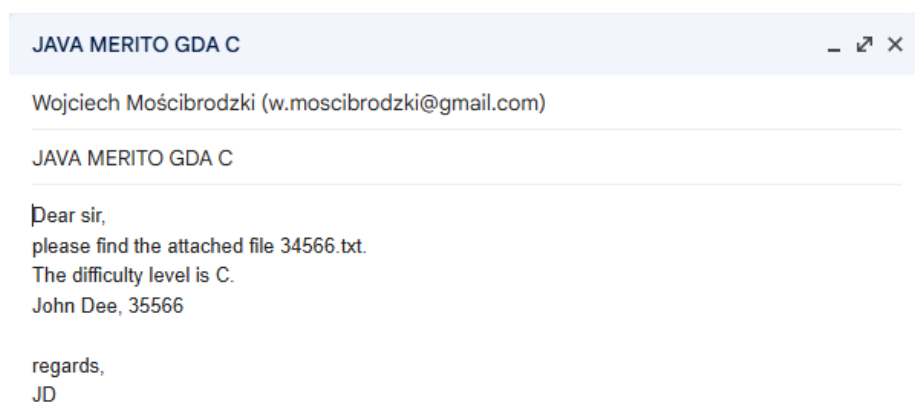 JAVA MERITO GDA C
Wojciech Mościbrodzki (w.moscibrodzki@gmail.com)
JAVA MERITO GDA C
Dear sir,
please find the attached file 34566.txt.
The difficulty level is C.
John Dee, 35566
regards,
JD